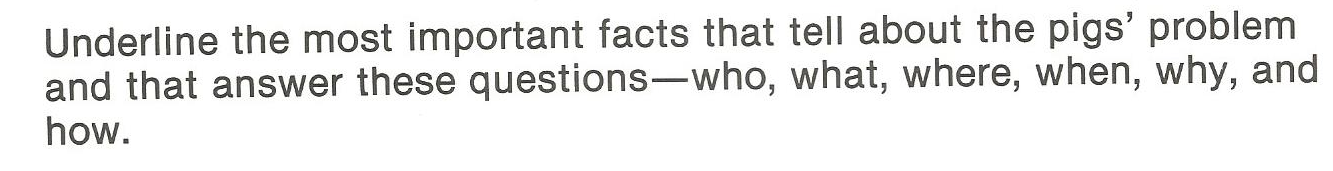 Underline the most important facts that tell about the pigs’ problem
and that answer these questions—who, what, where, when, why, and
how.